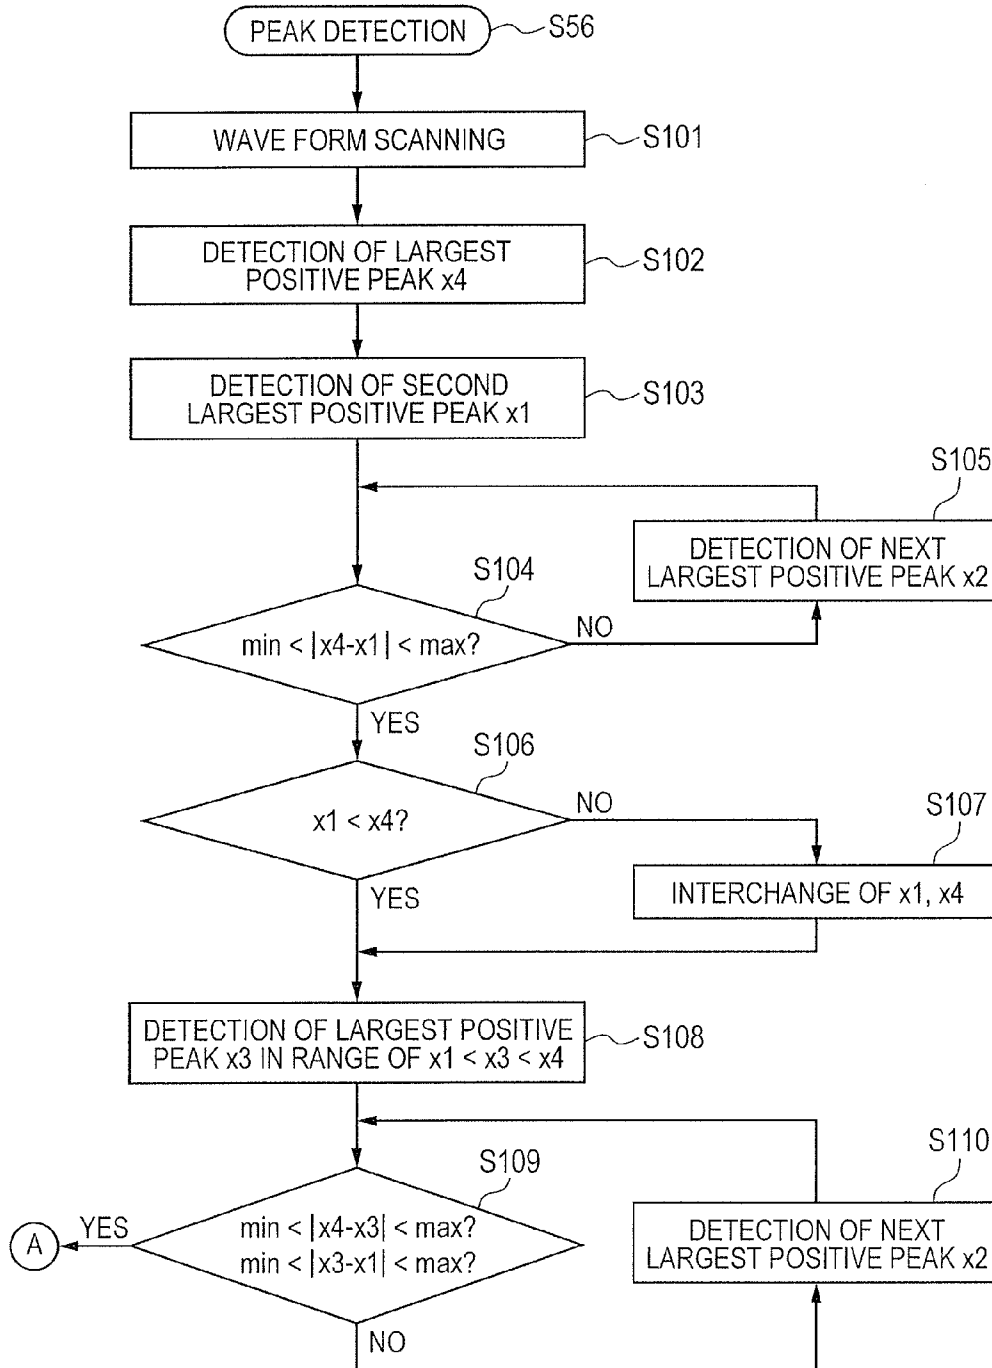 PEAK DETECTION
S56
WAVE FORM SCANNING
S101
DETECTION OF LARGEST
POSITIVE PEAK x4
S102
DETECTION OF SECOND
LARGEST POSITIVE PEAK x1
S103
S105
DETECTION OF NEXT
LARGEST POSITIVE PEAK x2
S104
min < |x4-x1| < max?
NO
YES
S106
x1 < x4?
NO
S107
INTERCHANGE OF x1, x4
YES
DETECTION OF LARGEST POSITIVE
PEAK x3 IN RANGE OF x1 < x3 < x4
S108
S110
DETECTION OF NEXT
LARGEST POSITIVE PEAK x2
S109
min < |x4-x3| < max?
min < |x3-x1| < max?
YES
A
NO